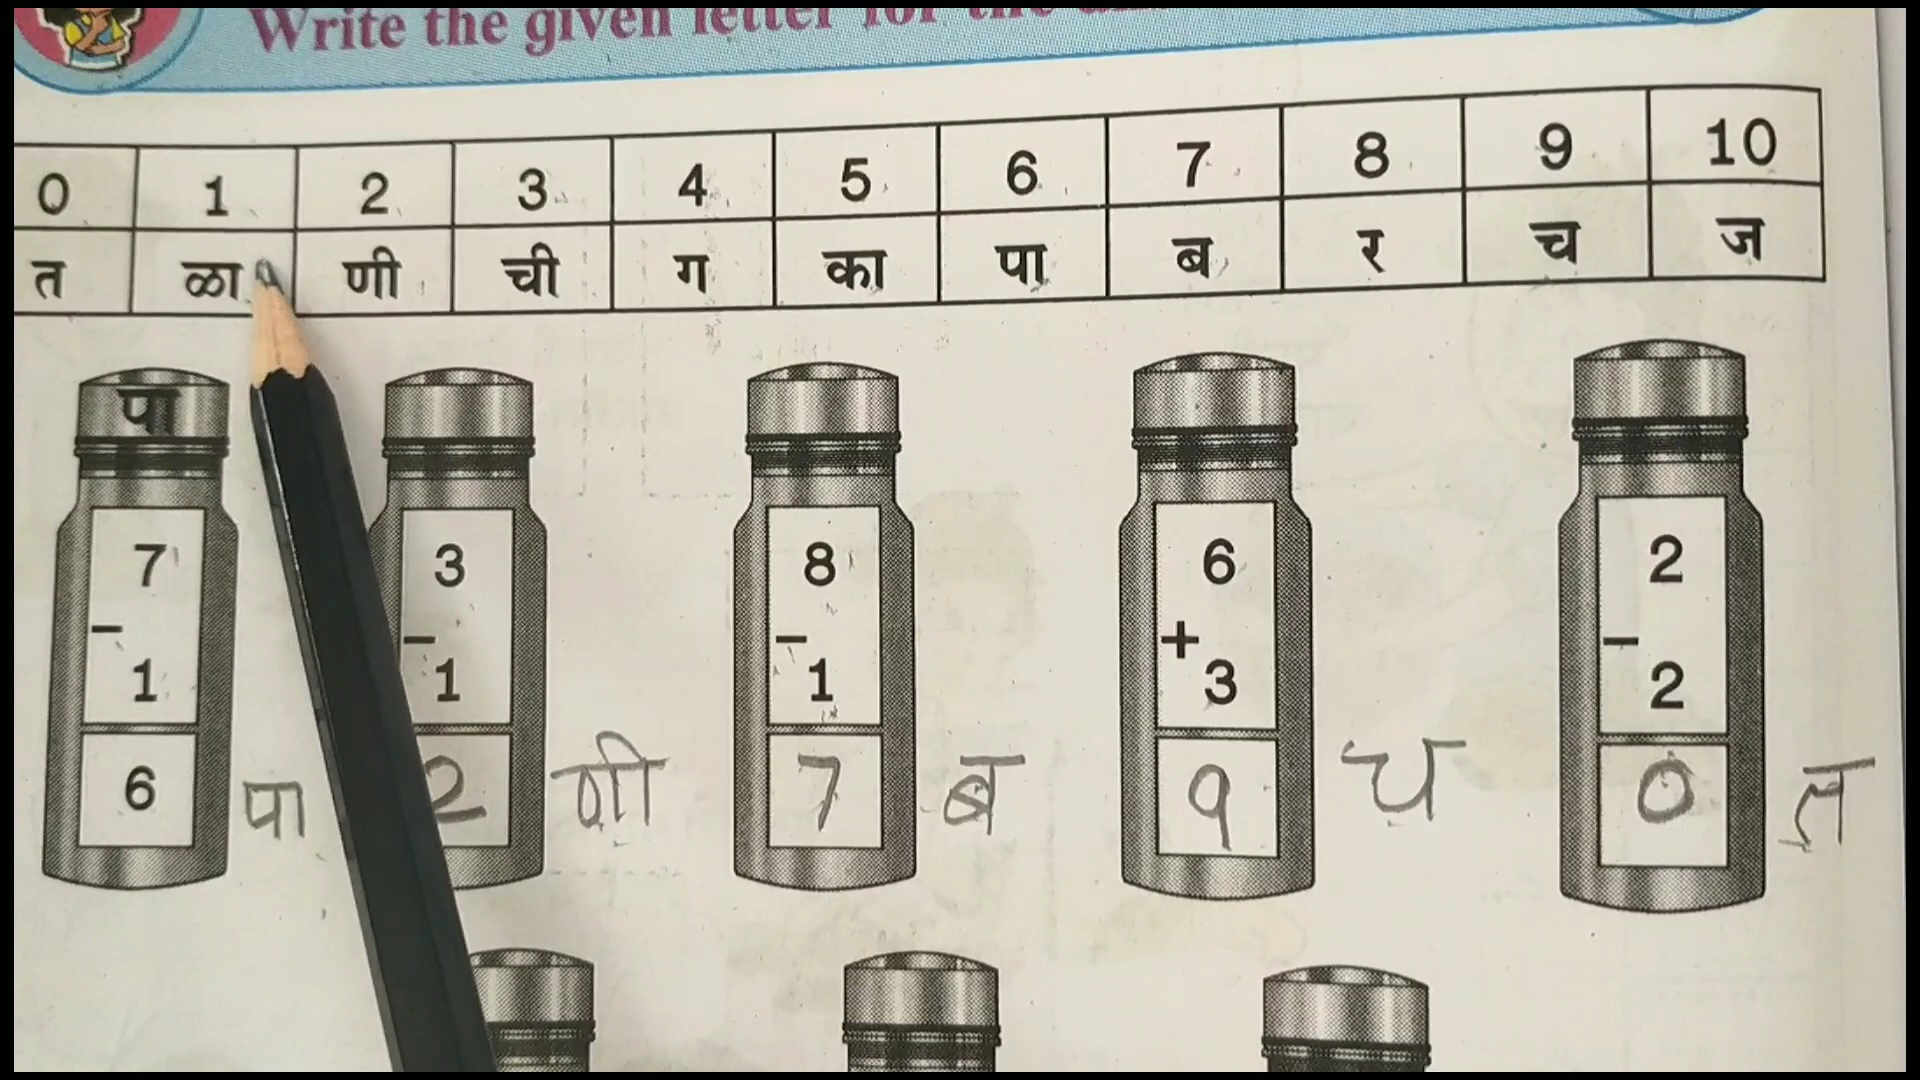 Write the given letter for the
0 1 2 3 4 5 6 7 8 9 10
त ळा णी ची ग का पा ब र च ज
पा
7 3 8 6 2
- - - + -
1 1 1 3 2
6 पा 2 णी 7 ब 9 च 0 त